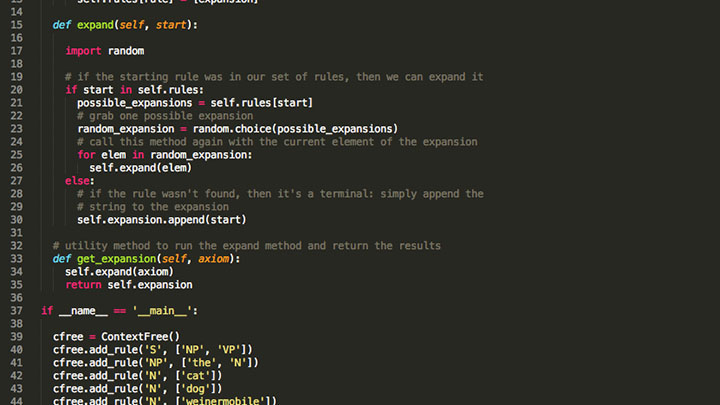 self.rules[rule] = [expansion]
14
15 def expand(self, start):
16
17 import random
18
19 # if the starting rule was in our set of rules, then we can expand it
20 if start in self.rules:
21 possible_expansions = self.rules[start]
22 # grab one possible expansion
23 random_expansion = random.choice(possible_expansions)
24 # call this method again with the current element of the expansion
25 for elem in random_expansion:
26 self.expand(elem)
27 else:
28 # if the rule wasn't found, then it's a terminal: simply append the
29 # string to the expansion
30 self.expansion.append(start)
31
32 # utility method to run the expand method and return the results
33 def get_expansion(self, axiom):
34 self.expand(axiom)
35 return self.expansion
36
37 if __name__ == '__main__':
38
39 cfree = ContextFree()
40 cfree.add_rule('S', ['NP', 'VP'])
41 cfree.add_rule('NP', ['the', 'N'])
42 cfree.add_rule('N', ['cat'])
43 cfree.add_rule('N', ['dog'])
44 cfree.add_rule('N', ['weinermobile'])